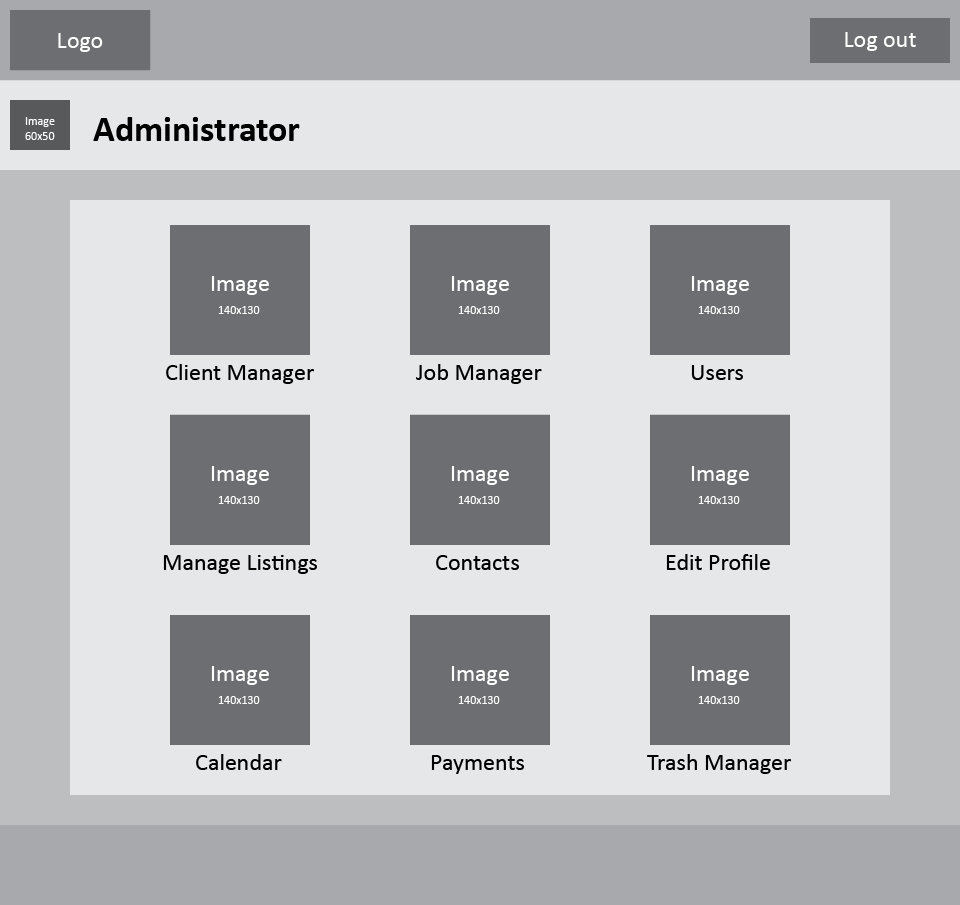 Logo
Log out
Image
60x50
Administrator
Image
140x130
Client Manager
Image
140x130
Job Manager
Image
140x130
Users
Image
140x130
Manage Listings
Image
140x130
Contacts
Image
140x130
Edit Profile
Image
140x130
Calendar
Image
140x130
Payments
Image
140x130
Trash Manager